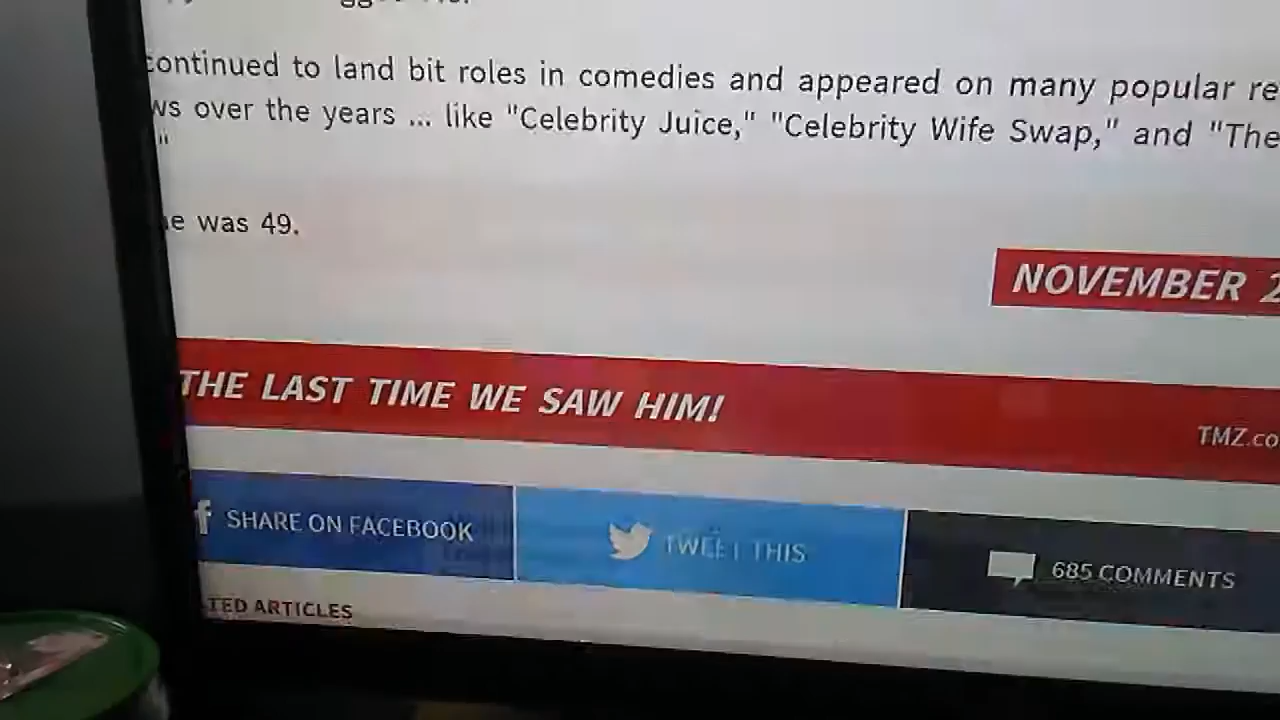 continued to land bit roles in comedies and appeared on many popular re
ws over the years ... like "Celebrity Juice," "Celebrity Wife Swap," and "The
"
e was 49.
NOVEMBER 2
THE LAST TIME WE SAW HIM!
TMZ.co
f SHARE ON FACEBOOK
TWEET THIS
685 COMMENTS
TED ARTICLES